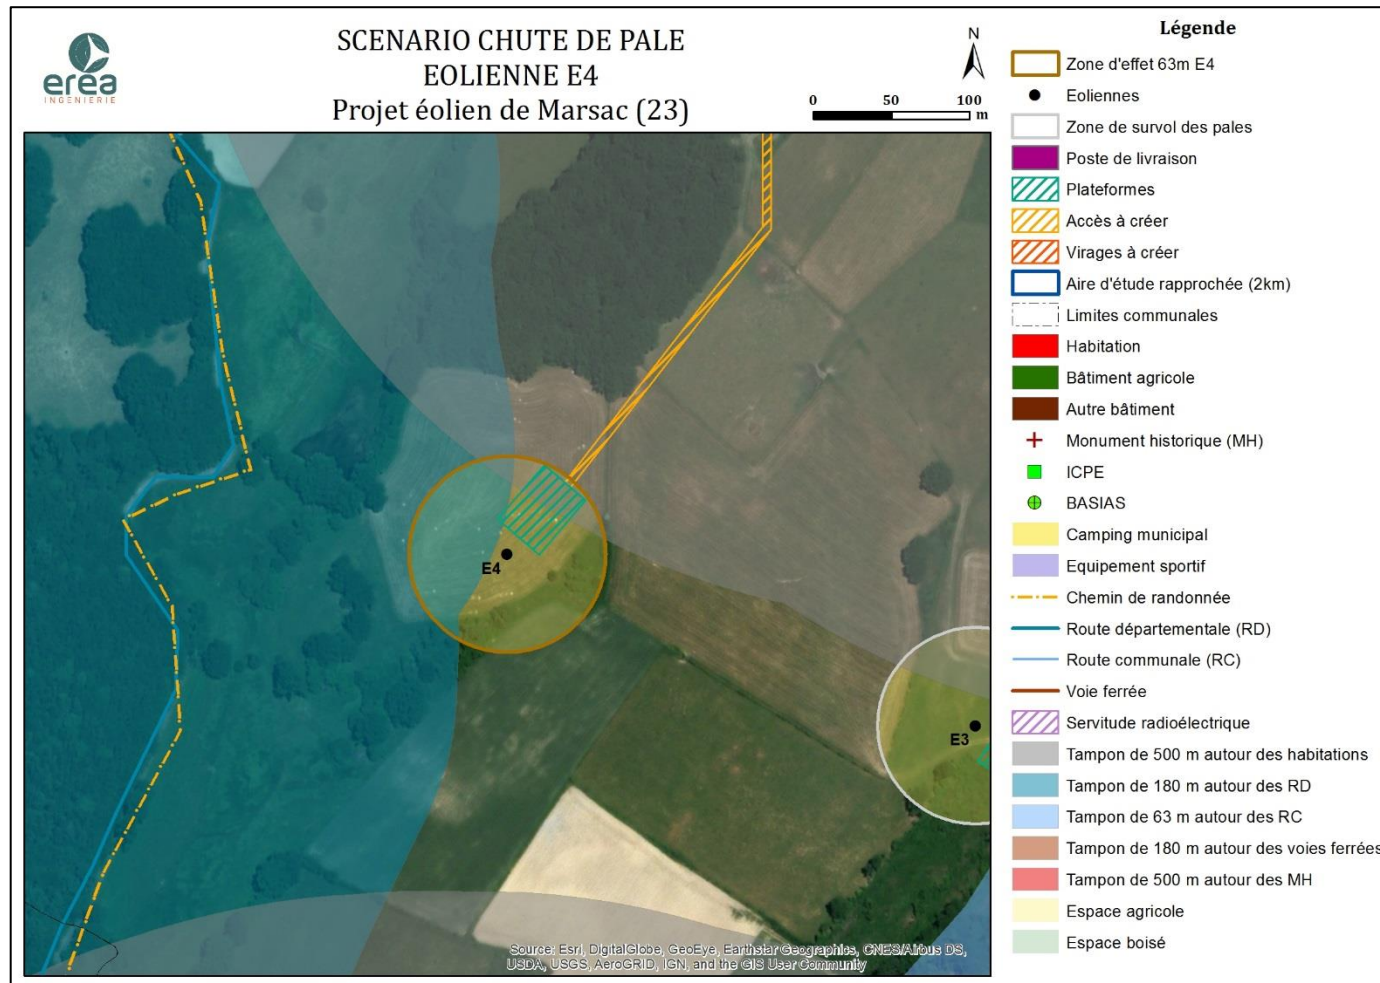 erea
INGENIERIE
SCENARIO CHUTE DE PALE
EOLIENNE E4
Projet éolien de Marsac (23)
N
0 50 100
m
E4
E3
Source: Esri, DigitalGlobe, GeoEye, Earthstar Geographics, CNES/Airbus DS,
USDA, USGS, AeroGRID, IGN, and the GIS User Community
Légende
Zone d'effet 63m E4
Eoliennes
Zone de survol des pales
Poste de livraison
Plateformes
Accès à créer
Virages à créer
Aire d'étude rapprochée (2km)
Limites communales
Habitation
Bâtiment agricole
Autre bâtiment
Monument historique (MH)
ICPE
BASIAS
Camping municipal
Equipement sportif
Chemin de randonnée
Route départementale (RD)
Route communale (RC)
Voie ferrée
Servitude radioélectrique
Tampon de 500 m autour des habitations
Tampon de 180 m autour des RD
Tampon de 63 m autour des RC
Tampon de 180 m autour des voies ferrées
Tampon de 500 m autour des MH
Espace agricole
Espace boisé